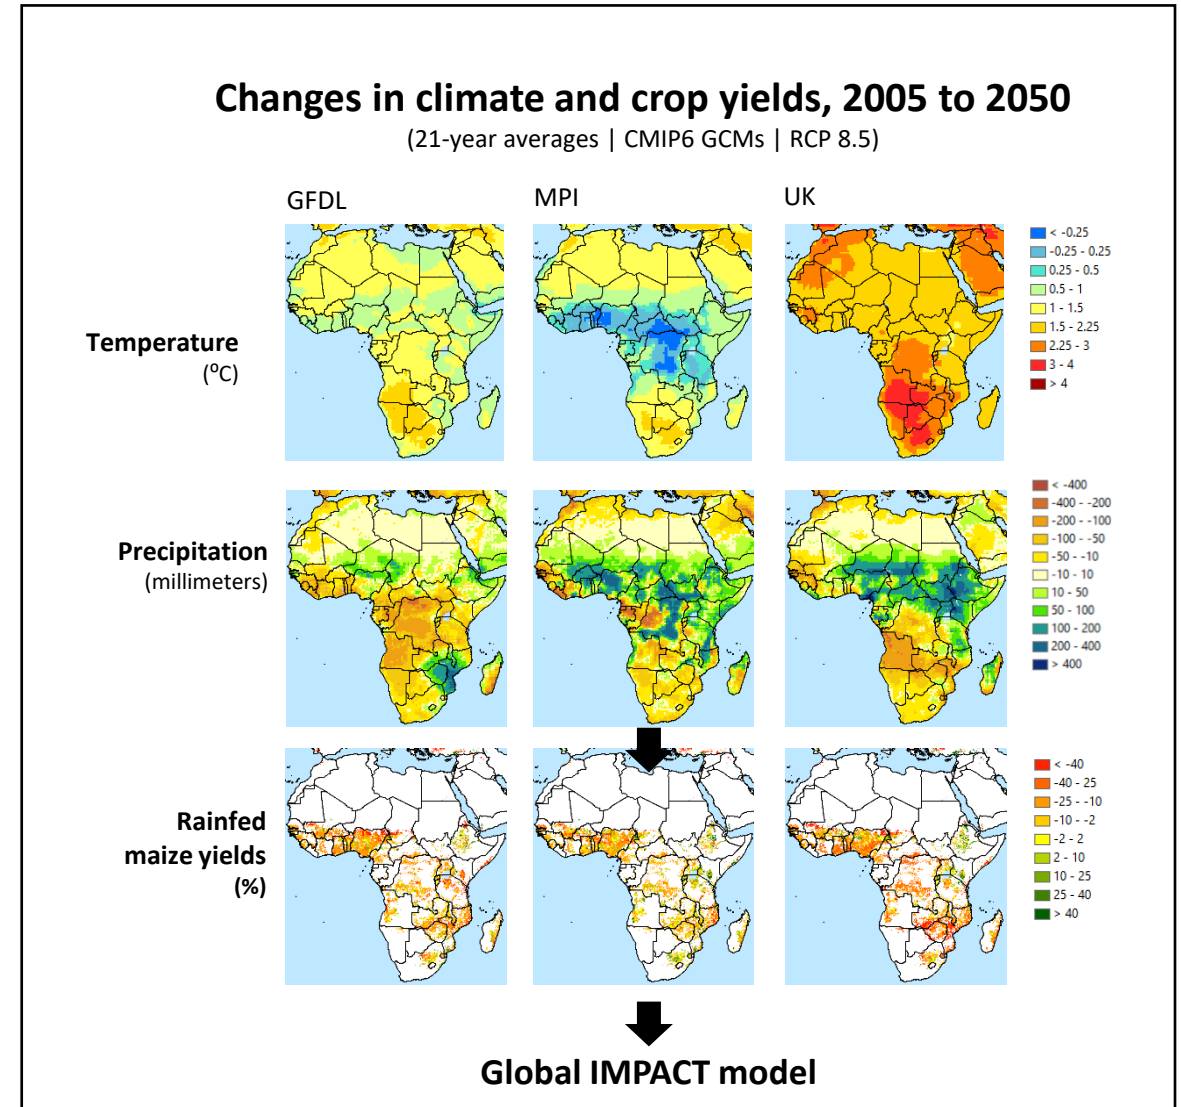 Changes in climate and crop yields, 2005 to 2050
(21-year averages | CMIP6 GCMs | RCP 8.5)
GFDL
MPI
UK
Temperature
(⁰C)
< -0.25
-0.25 - 0.25
0.25 - 0.5
0.5 - 1
1 - 1.5
1.5 - 2.25
2.25 - 3
3 - 4
> 4
Precipitation
(millimeters)
< -400
-400 - -200
-200 - -100
-100 - -50
-50 - -10
-10 - 10
10 - 50
50 - 100
100 - 200
200 - 400
> 400
Rainfed
maize yields
(%)
< -40
-40 - 25
-25 - -10
-10 - -2
-2 - 2
2 - 10
10 - 25
25 - 40
> 40
Global IMPACT model